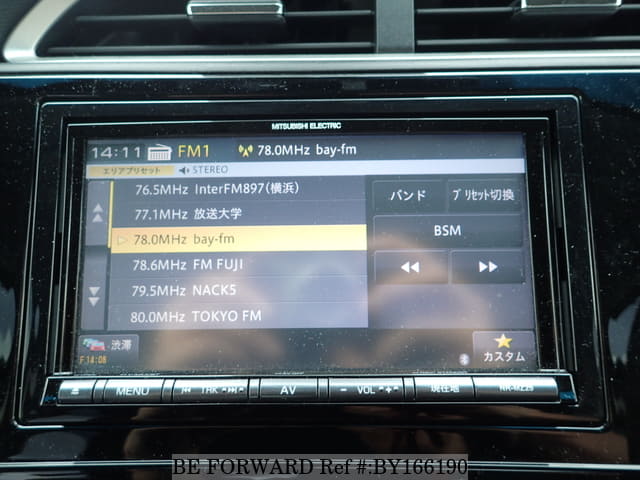 MITSUBISHI ELECTRIC
14:11 FM1 78.0MHz bay-fm
エリアプリセット STEREO
76.5MHz InterFM897(横浜)
77.1MHz 放送大学
78.0MHz bay-fm
78.6MHz FM FUJI
79.5MHz NACK5
80.0MHz TOKYO FM
バンド プリセット切換
BSM
渋滞
F 14:08
カスタム
MENU TRK AV - VOL + 現在地 NR-MZ20
BE FORWARD Ref #:BY166190